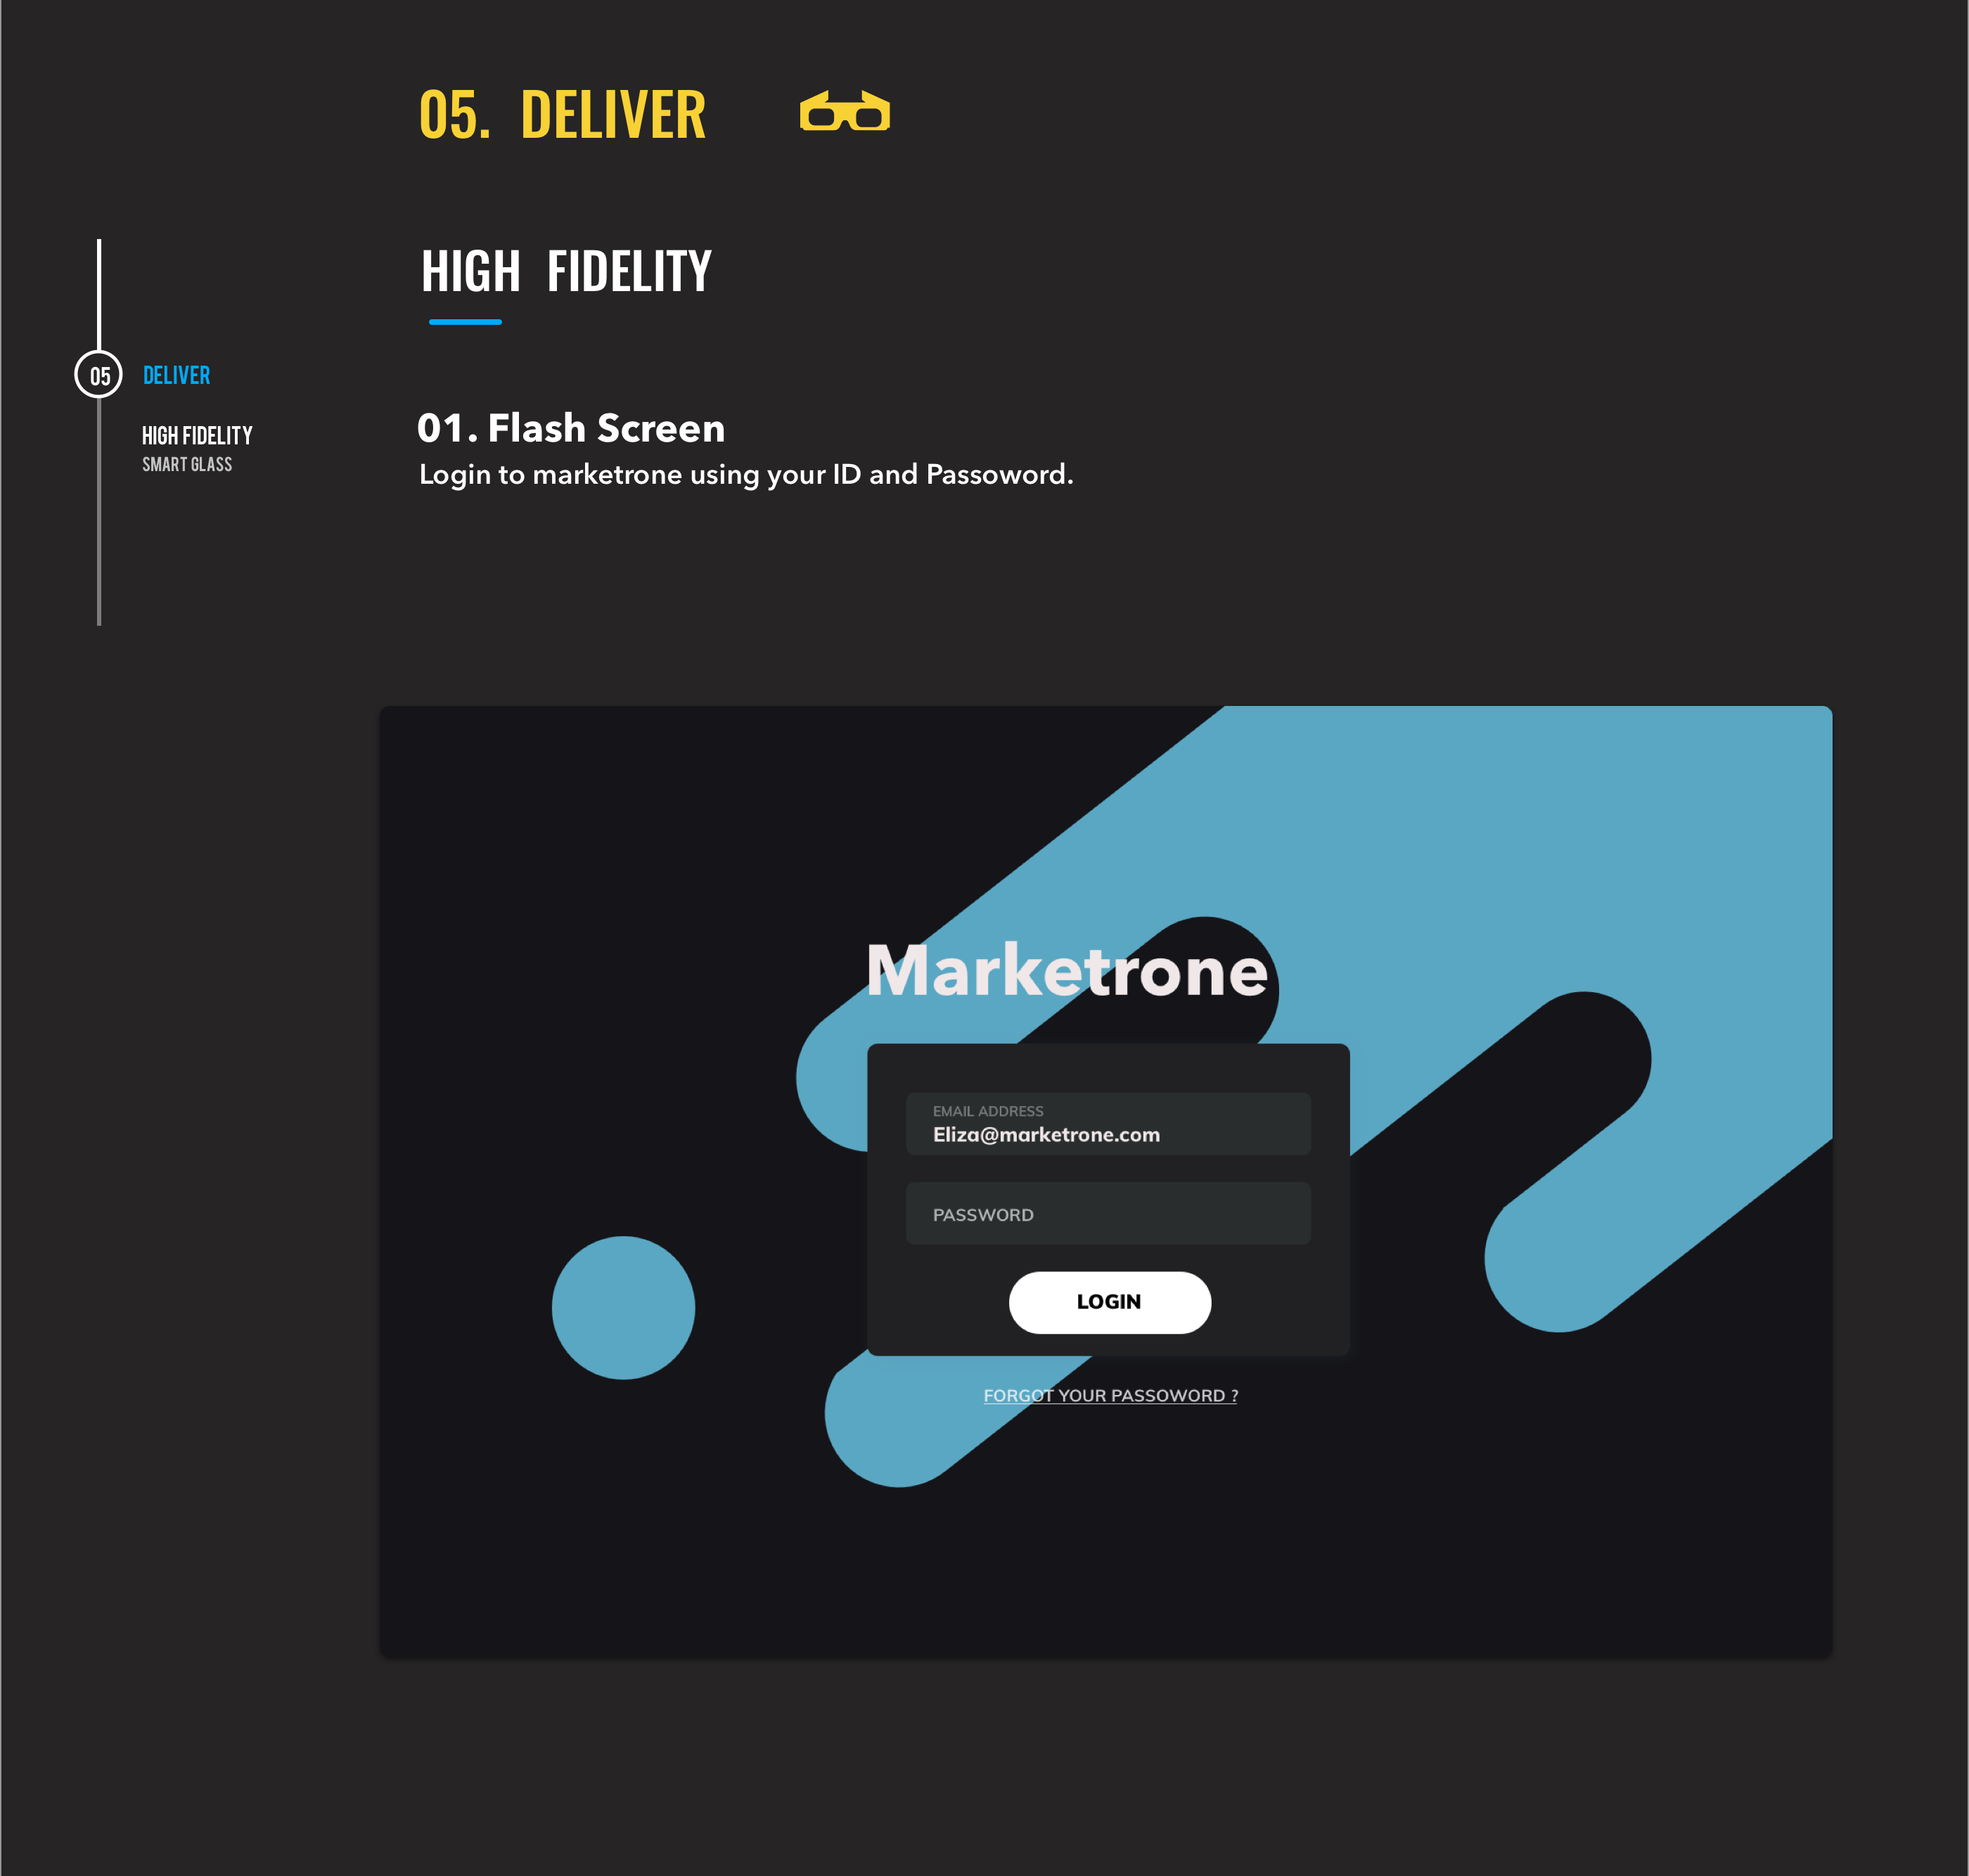 05. DELIVER
HIGH FIDELITY
05 DELIVER
HIGH FIDELITY
SMART GLASS
01. Flash Screen
Login to marketrone using your ID and Passoword.
Marketrone
EMAIL ADDRESS
Eliza@marketrone.com
PASSWORD
LOGIN
FORGOT YOUR PASSOWORD ?